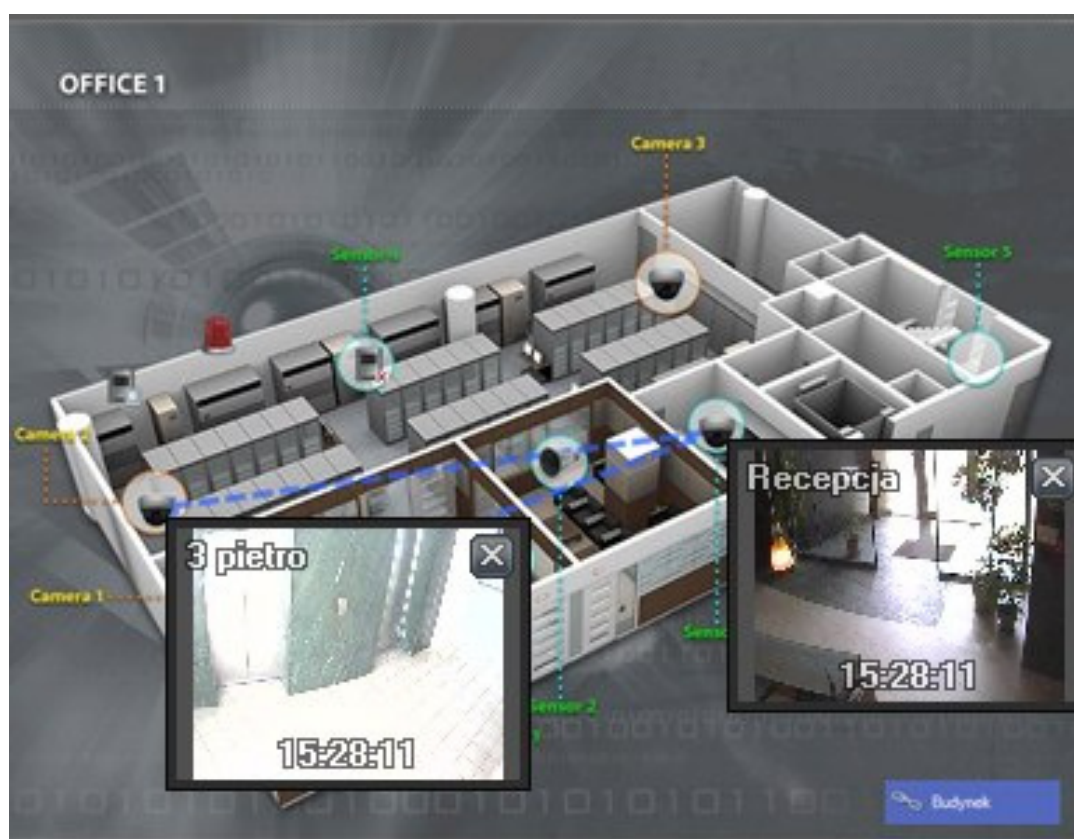 OFFICE 1
Camera 3
Sensor 5
Camera 2
Recepcja
3 pietro
Camera 1
15:28:11
Sensor 2
15:28:11
Budynek